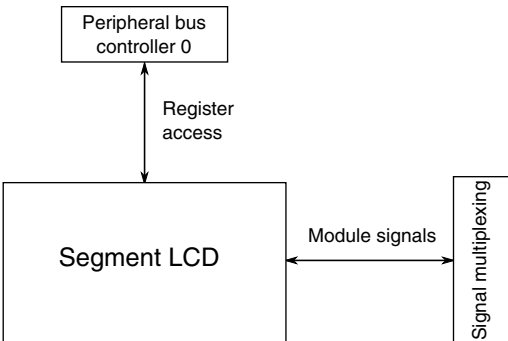 Peripheral bus
controller 0
Register
access
Segment LCD
Module signals
Signal multiplexing